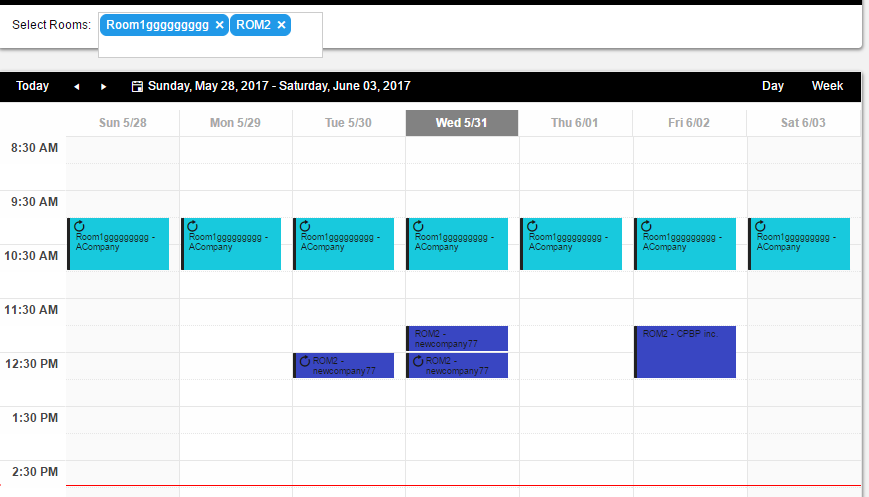 Select Rooms: Room1ggggggggg × ROM2 ×
Today ◂ ▸ Sunday, May 28, 2017 - Saturday, June 03, 2017 Day Week
Sun 5/28 Mon 5/29 Tue 5/30 Wed 5/31 Thu 6/01 Fri 6/02 Sat 6/03
8:30 AM
9:30 AM
Room1ggggggggg - Room1ggggggggg - Room1ggggggggg - Room1ggggggggg - Room1ggggggggg - Room1ggggggggg - Room1ggggggggg -
ACompany ACompany ACompany ACompany ACompany ACompany ACompany
10:30 AM
11:30 AM
ROM2 - ROM2 - CPBP Inc.
newcompany77
12:30 PM
ROM2 - ROM2 -
newcompany77 newcompany77
1:30 PM
2:30 PM